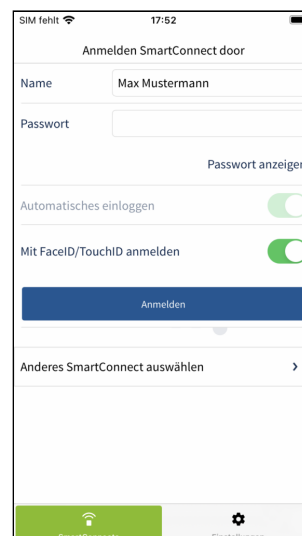 SIM fehlt 17:52
Anmelden SmartConnect door
Name Max Mustermann
Passwort
Passwort anzeigen
Automatisches einloggen
Mit FaceID/TouchID anmelden
Anmelden
Anderes SmartConnect auswählen